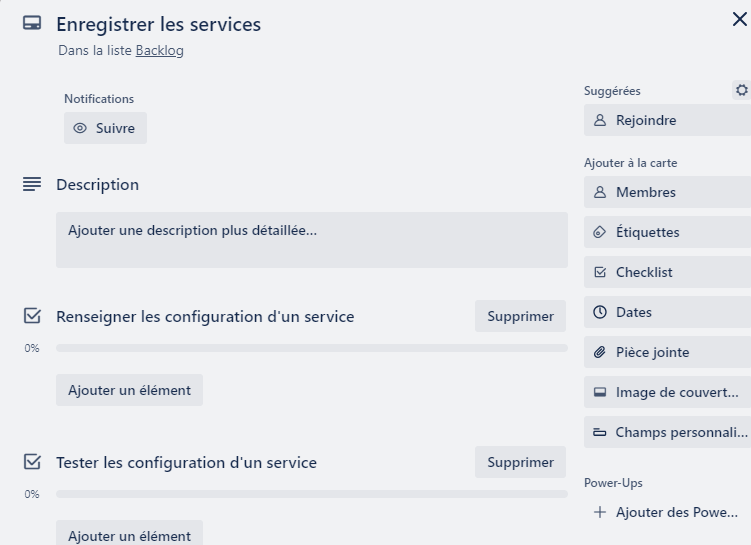 Enregistrer les services
Dans la liste Backlog
Notifications
Suivre
Description
Ajouter une description plus détaillée…
Renseigner les configuration d'un service
Supprimer
0%
Ajouter un élément
Tester les configuration d'un service
Supprimer
0%
Ajouter un élément
Suggérées
Rejoindre
Ajouter à la carte
Membres
Étiquettes
Checklist
Dates
Pièce jointe
Image de couvert…
Champs personnali…
Power-Ups
Ajouter des Powe…